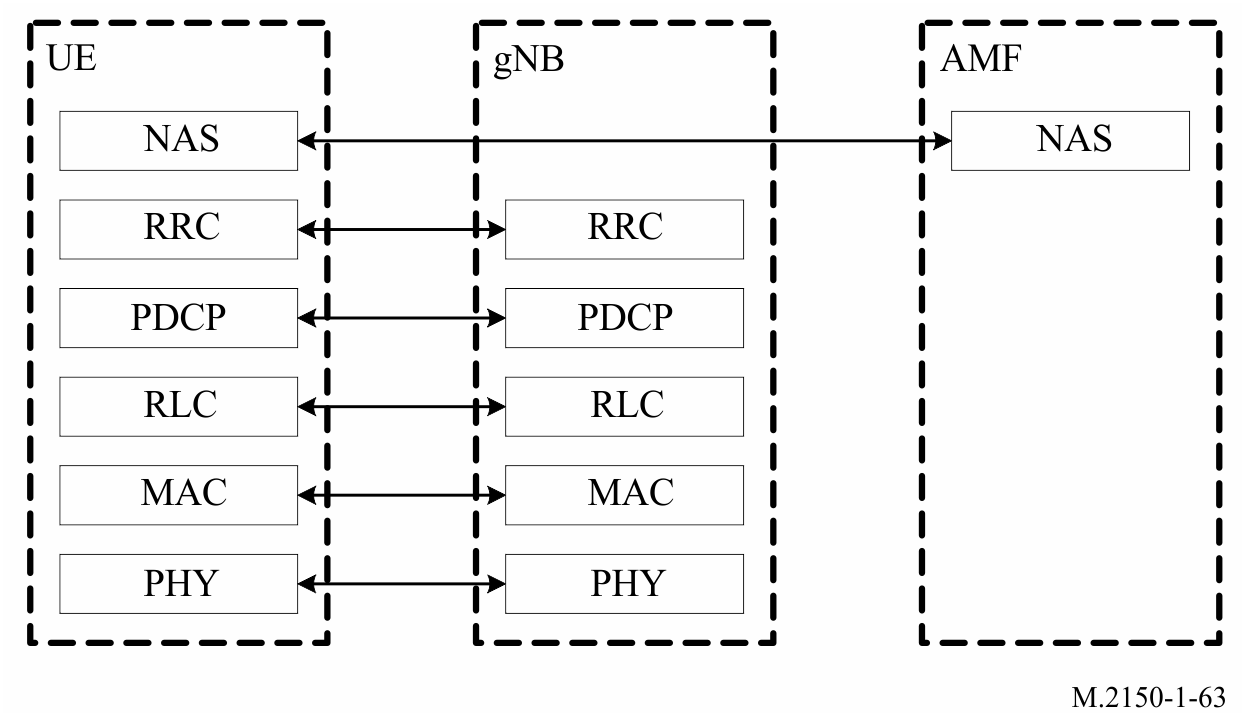 UE
gNB
AMF
NAS
NAS
RRC
RRC
PDCP
PDCP
RLC
RLC
MAC
MAC
PHY
PHY
M.2150-1-63